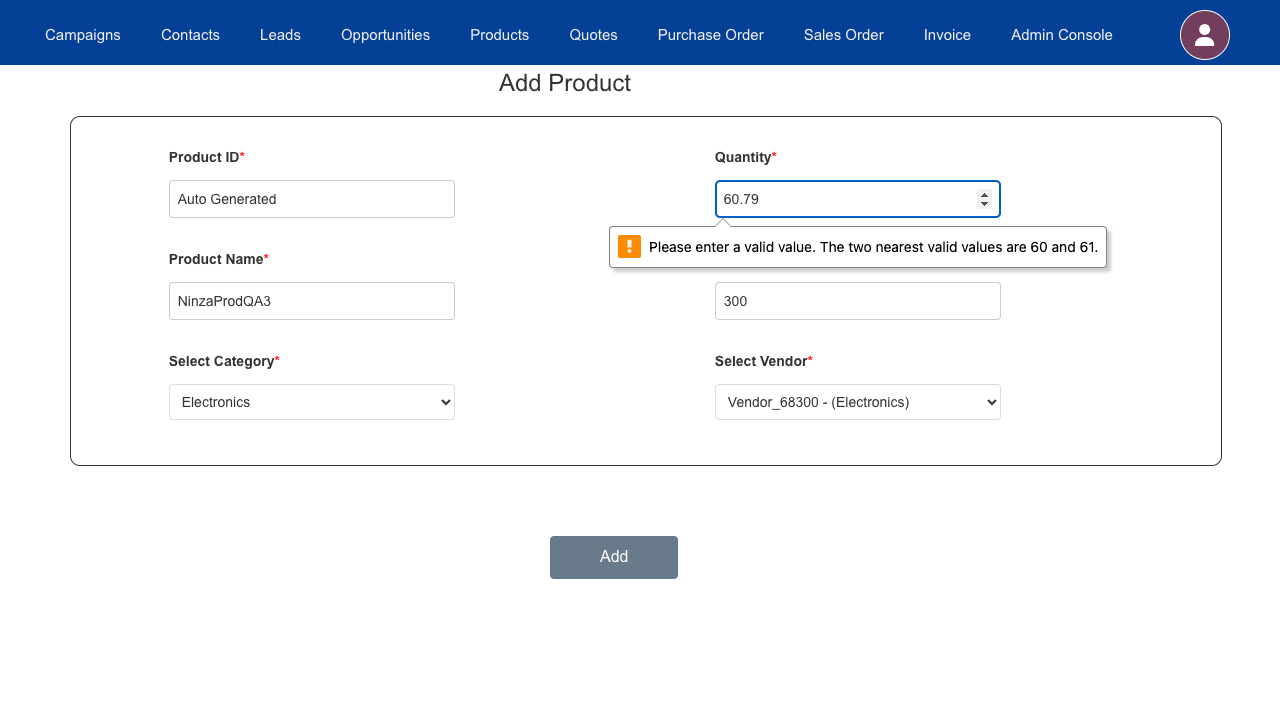 Campaigns Contacts Leads Opportunities Products Quotes Purchase Order Sales Order Invoice Admin Console
Add Product
Product ID* Quantity*
Auto Generated 60.79
Please enter a valid value. The two nearest valid values are 60 and 61.
Product Name*
NinzaProdQA3 300
Select Category* Select Vendor*
Electronics Vendor_68300 - (Electronics)
Add